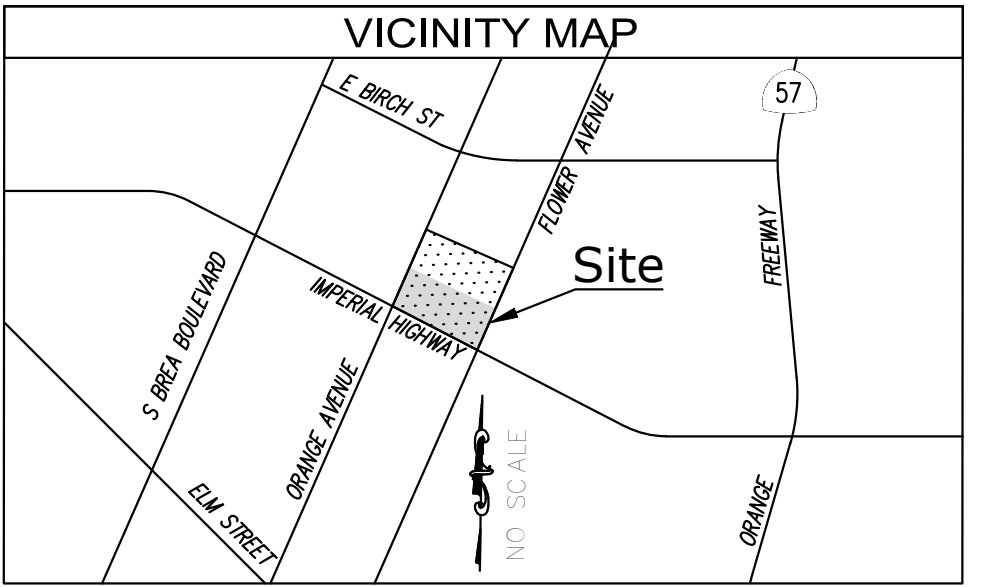 VICINITY MAP
E BIRCH ST
57
FLOWER AVENUE
Site
FREEWAY
IMPERIAL HIGHWAY
S BREA BOULEVARD
ORANGE AVENUE
NO SCALE
ELM STREET
ORANGE